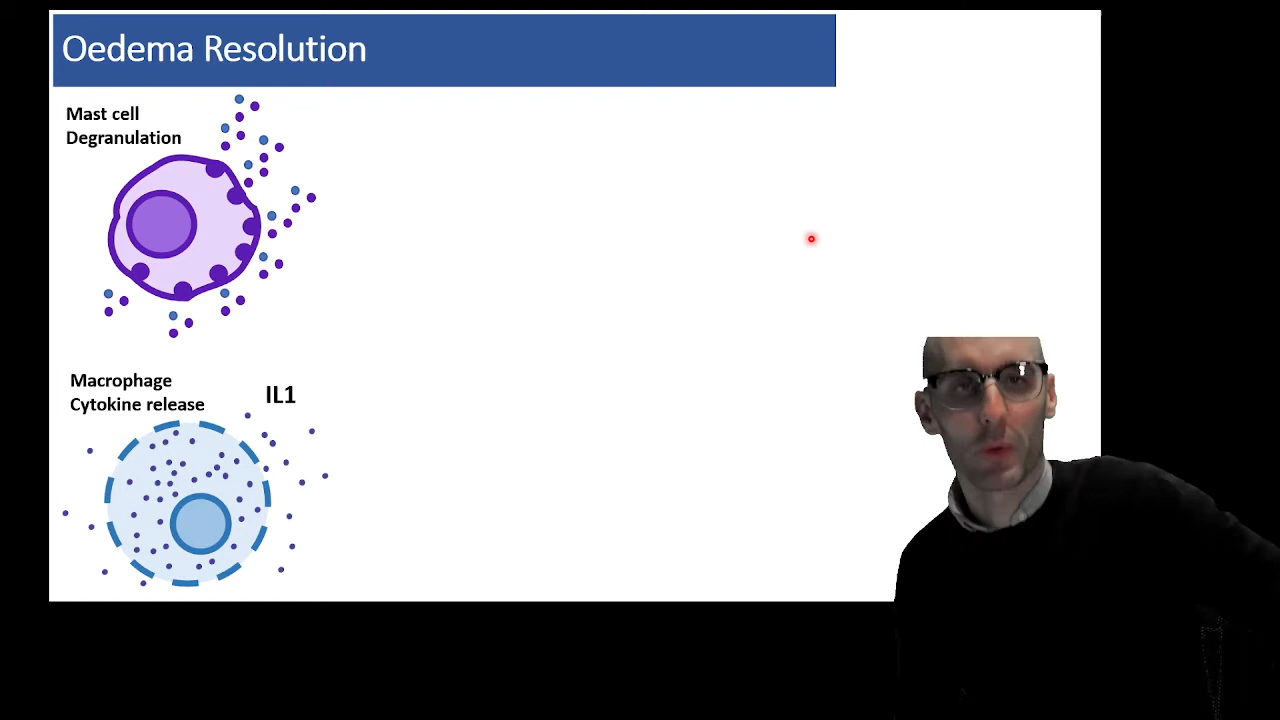 Oedema Resolution
Mast cell
Degranulation
Macrophage
Cytokine release
IL1